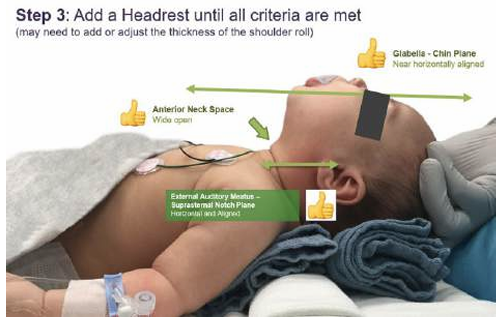 Step 3: Add a Headrest until all criteria are met
(may need to add or adjust the thickness of the shoulder roll)
Glabella - Chin Plane
Near horizontally aligned
Anterior Neck Space
Wide open
External Auditory Meatus –
Suprasternal Notch Plane
Horizontal and Aligned